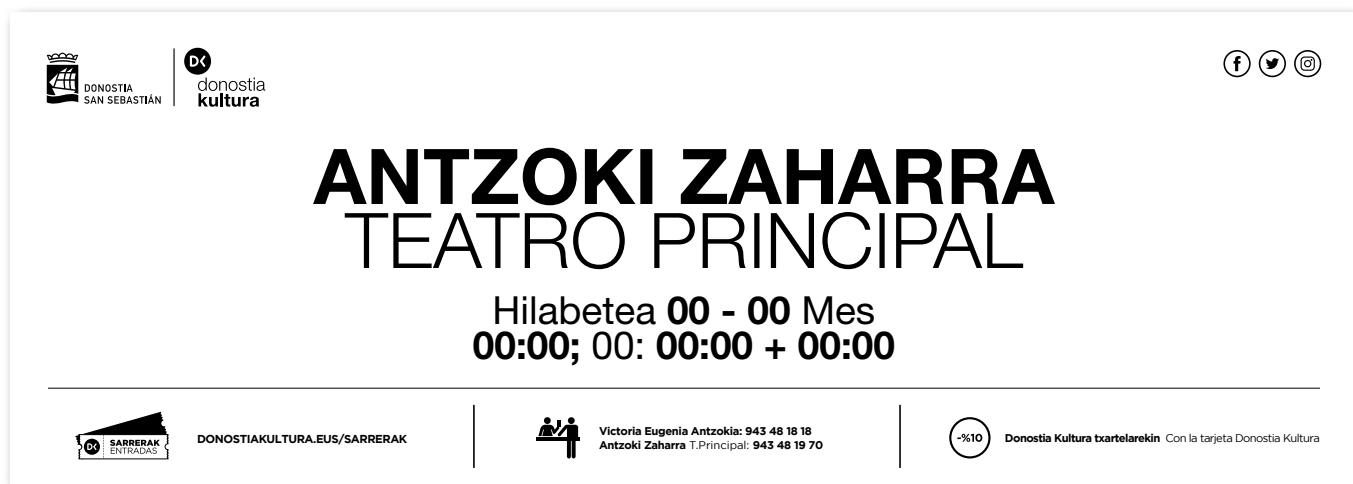 DONOSTIA
SAN SEBASTIÁN
DK
donostia
kultura
ANTZOKI ZAHARRA
TEATRO PRINCIPAL
Hilabetea 00 - 00 Mes
00:00; 00: 00:00 + 00:00
DK
SARRERAK
ENTRADAS
DONOSTIAKULTURA.EUS/SARRERAK
Victoria Eugenia Antzokia: 943 48 18 18
Antzoki Zaharra T.Principal: 943 48 19 70
-%10
Donostia Kultura txartelarekin Con la tarjeta Donostia Kultura